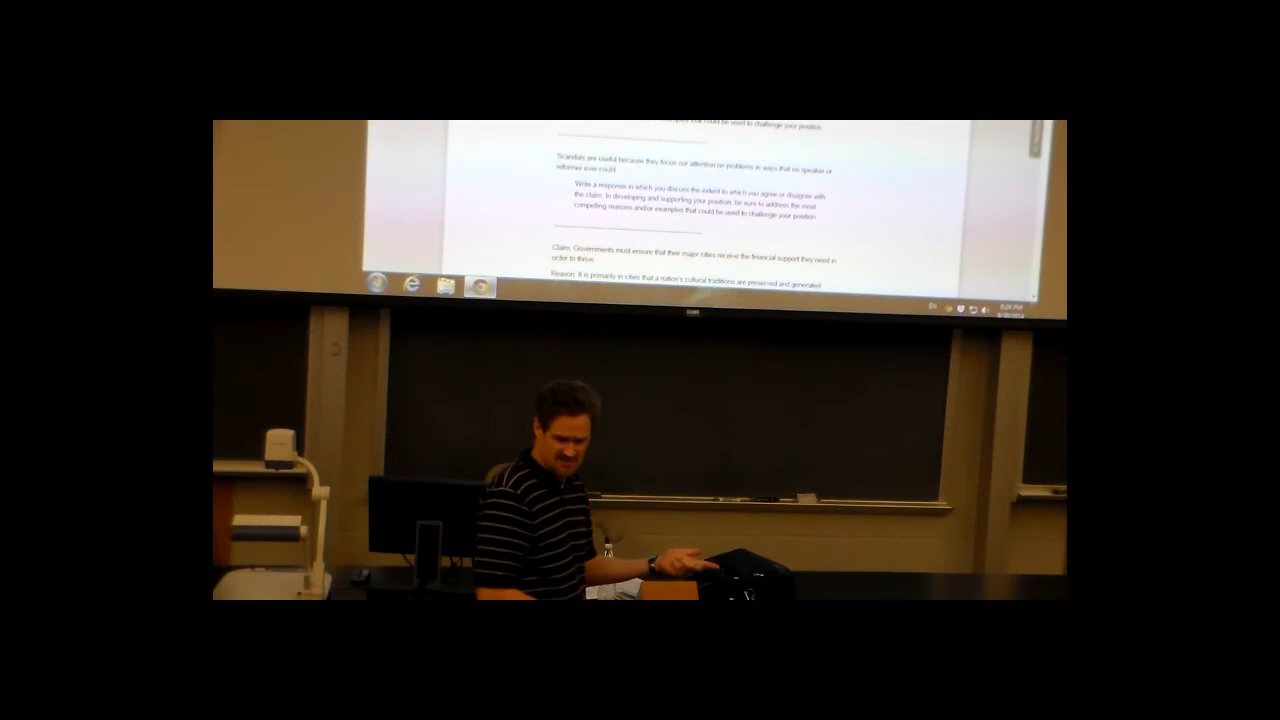 examples that could be used to challenge your position
Scandals are useful because they focus our attention on problems in ways that no speaker or
reformer ever could.
Write a response in which you discuss the extent to which you agree or disagree with
the claim. In developing and supporting your position, be sure to address the most
compelling reasons and/or examples that could be used to challenge your position.
Claim: Governments must ensure that their major cities receive the financial support they need in
order to thrive.
Reason: It is primarily in cities that a nation's cultural traditions are preserved and generated.
EN